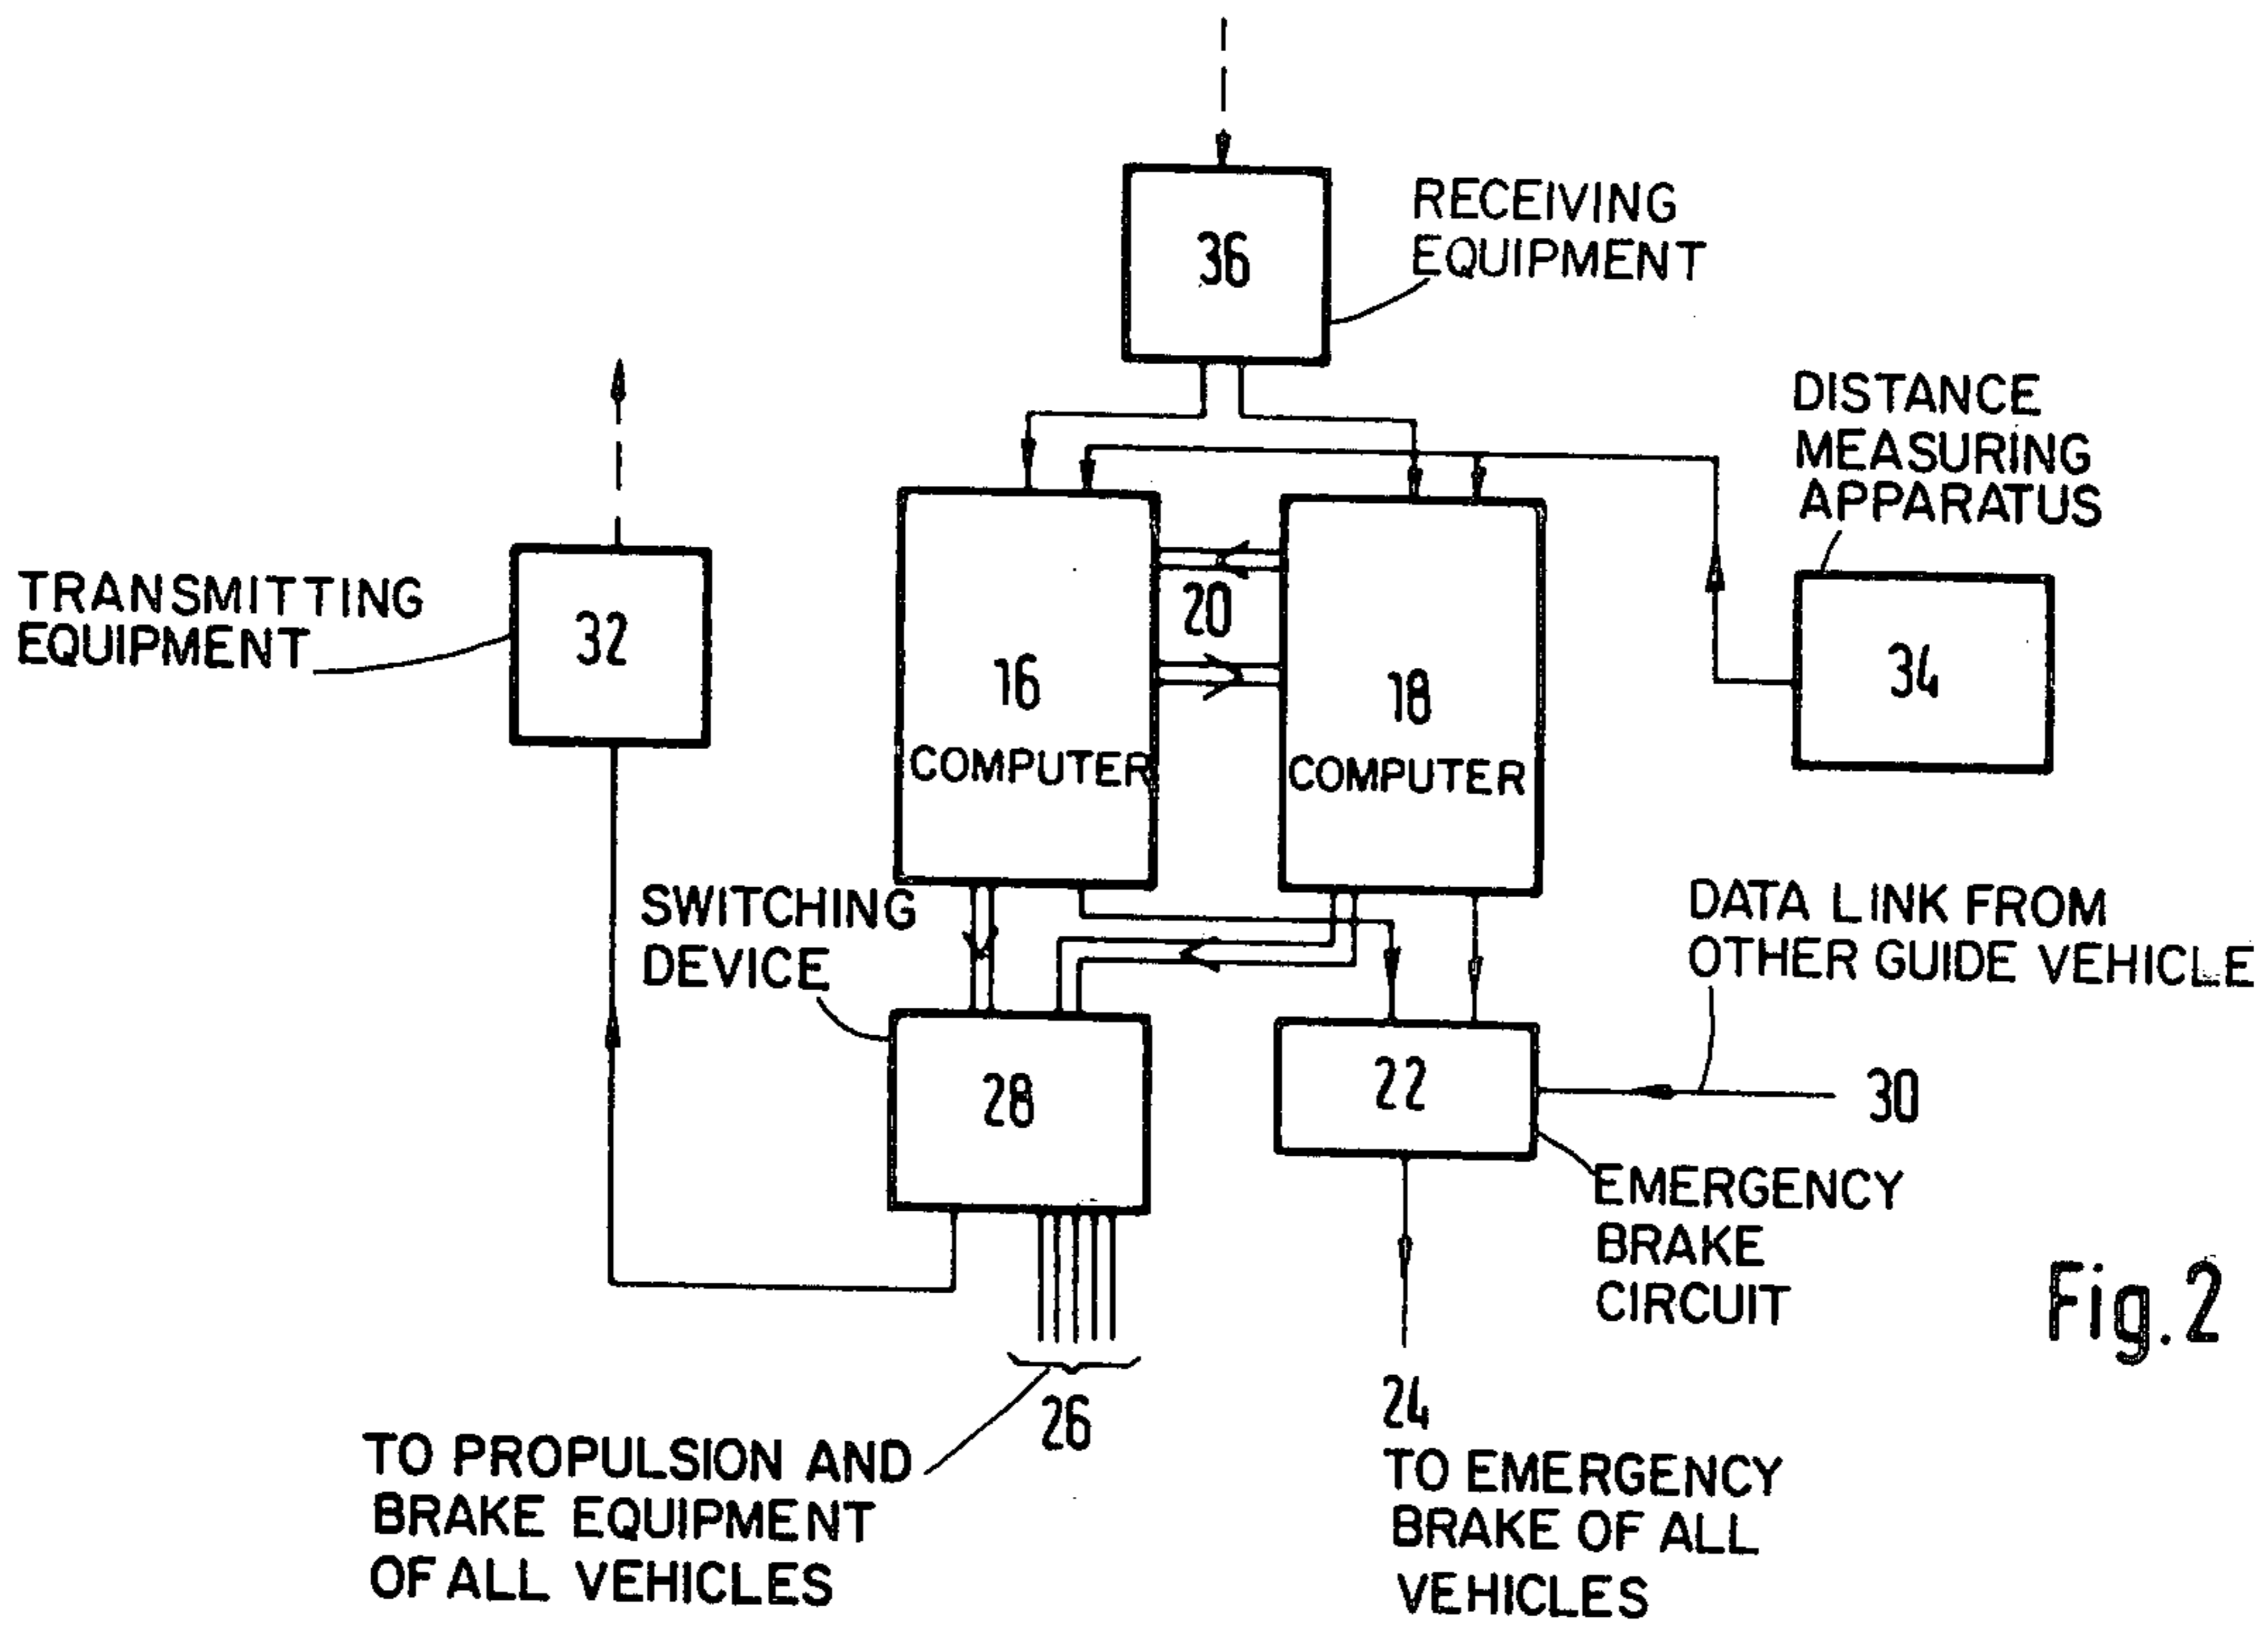 36
RECEIVING
EQUIPMENT
DISTANCE
MEASURING
APPARATUS
34
TRANSMITTING
EQUIPMENT
32
20
16
COMPUTER
18
COMPUTER
SWITCHING
DEVICE
28
22
DATA LINK FROM
OTHER GUIDE VEHICLE
30
EMERGENCY
BRAKE
CIRCUIT
26
TO PROPULSION AND
BRAKE EQUIPMENT
OF ALL VEHICLES
24
TO EMERGENCY
BRAKE OF ALL
VEHICLES
Fig.2